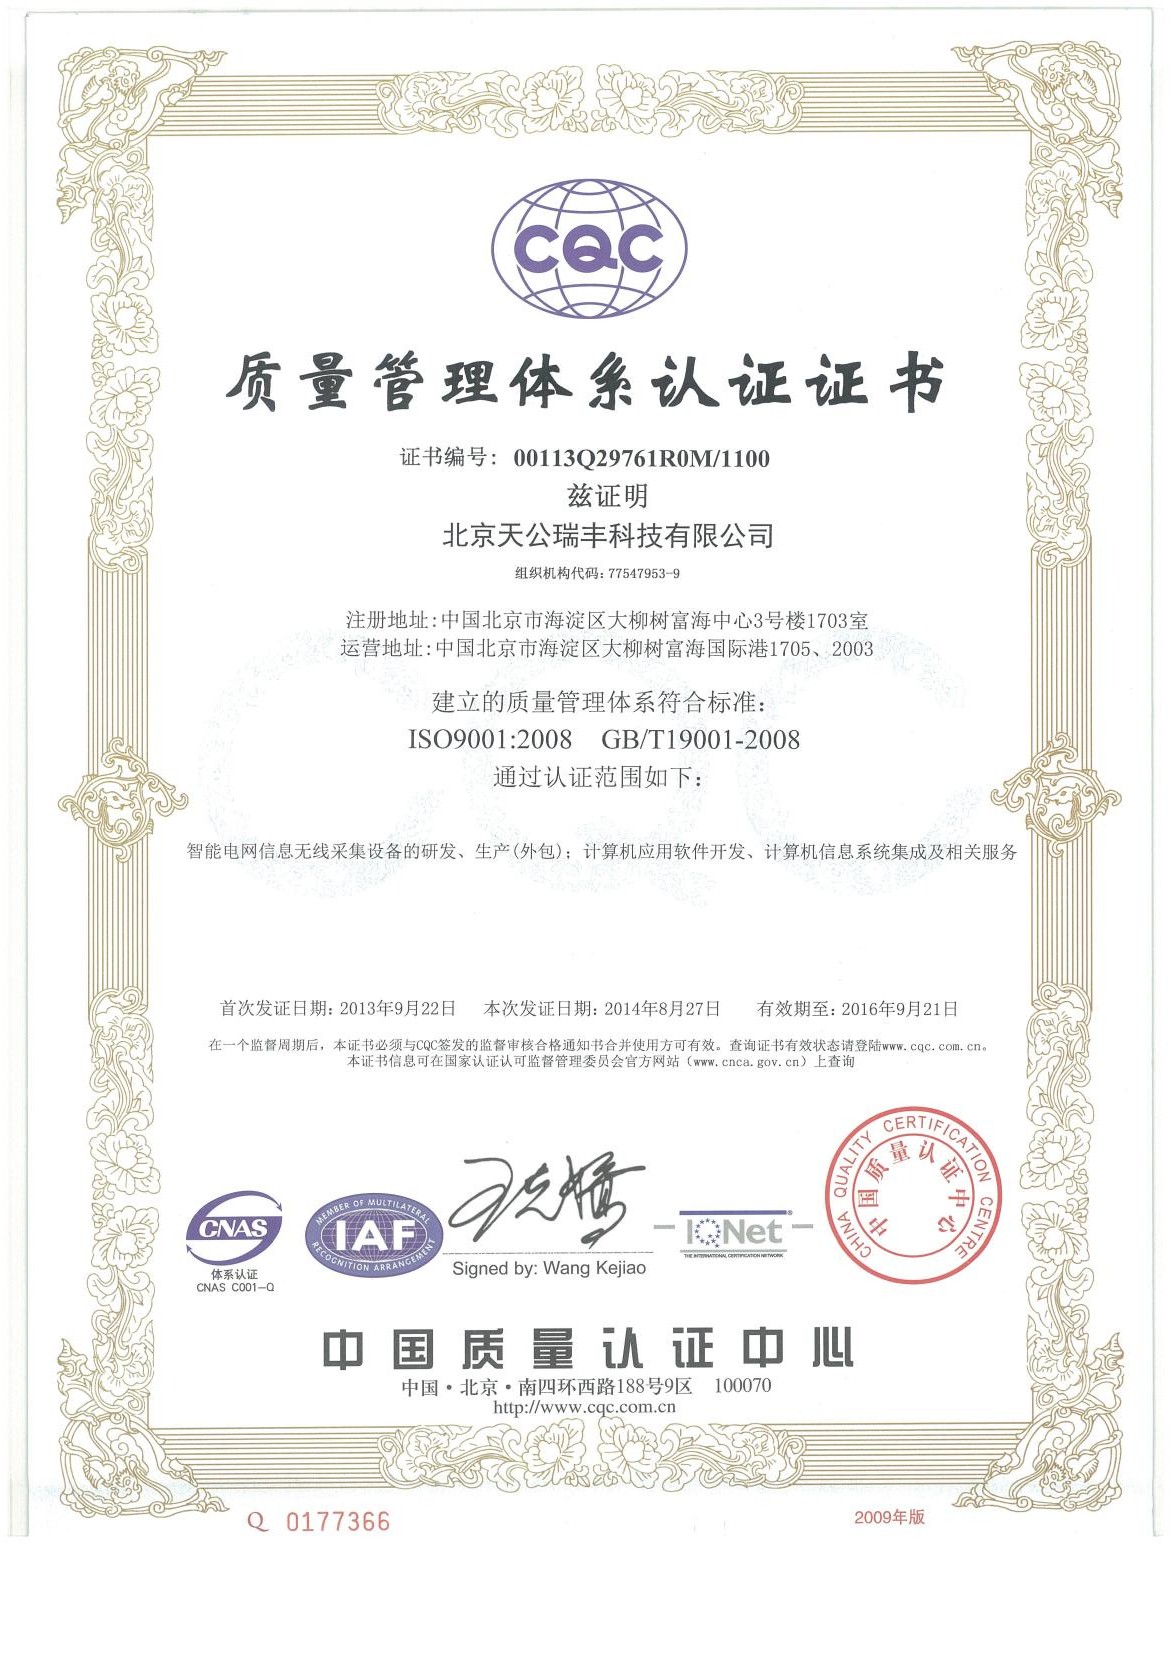 CQC
质量管理体系认证证书
证书编号：00113Q29761R0M/1100
兹证明
北京天公瑞丰科技有限公司
组织机构代码：77547953-9
注册地址：中国北京市海淀区大柳树富海中心3号楼1703室
运营地址：中国北京市海淀区大柳树富海国际港1705、2003
建立的质量管理体系符合标准：
ISO9001:2008 GB/T19001-2008
通过认证范围如下：
智能电网信息无线采集设备的研发、生产(外包)；计算机应用软件开发、计算机信息系统集成及相关服务
首次发证日期：2013年9月22日 本次发证日期：2014年8月27日 有效期至：2016年9月21日
在一个监督周期后，本证书必须与CQC签发的监督审核合格通知书合并使用方可有效。查询证书有效状态请登陆www.cqc.com.cn。
本证书信息可在国家认证认可监督管理委员会官方网站（www.cnca.gov.cn）上查询
CNAS
体系认证
CNAS C001-Q
MEMBER OF MULTILATERAL
IAF
RECOGNITION ARRANGEMENT
王克娇
Signed by: Wang Kejiao
IQNet
THE INTERNATIONAL CERTIFICATION NETWORK
CHINA QUALITY CERTIFICATION CENTRE
中国质量认证中心
中国质量认证中心
中国·北京·南四环西路188号9区 100070
http://www.cqc.com.cn
Q 0177366
2009年版